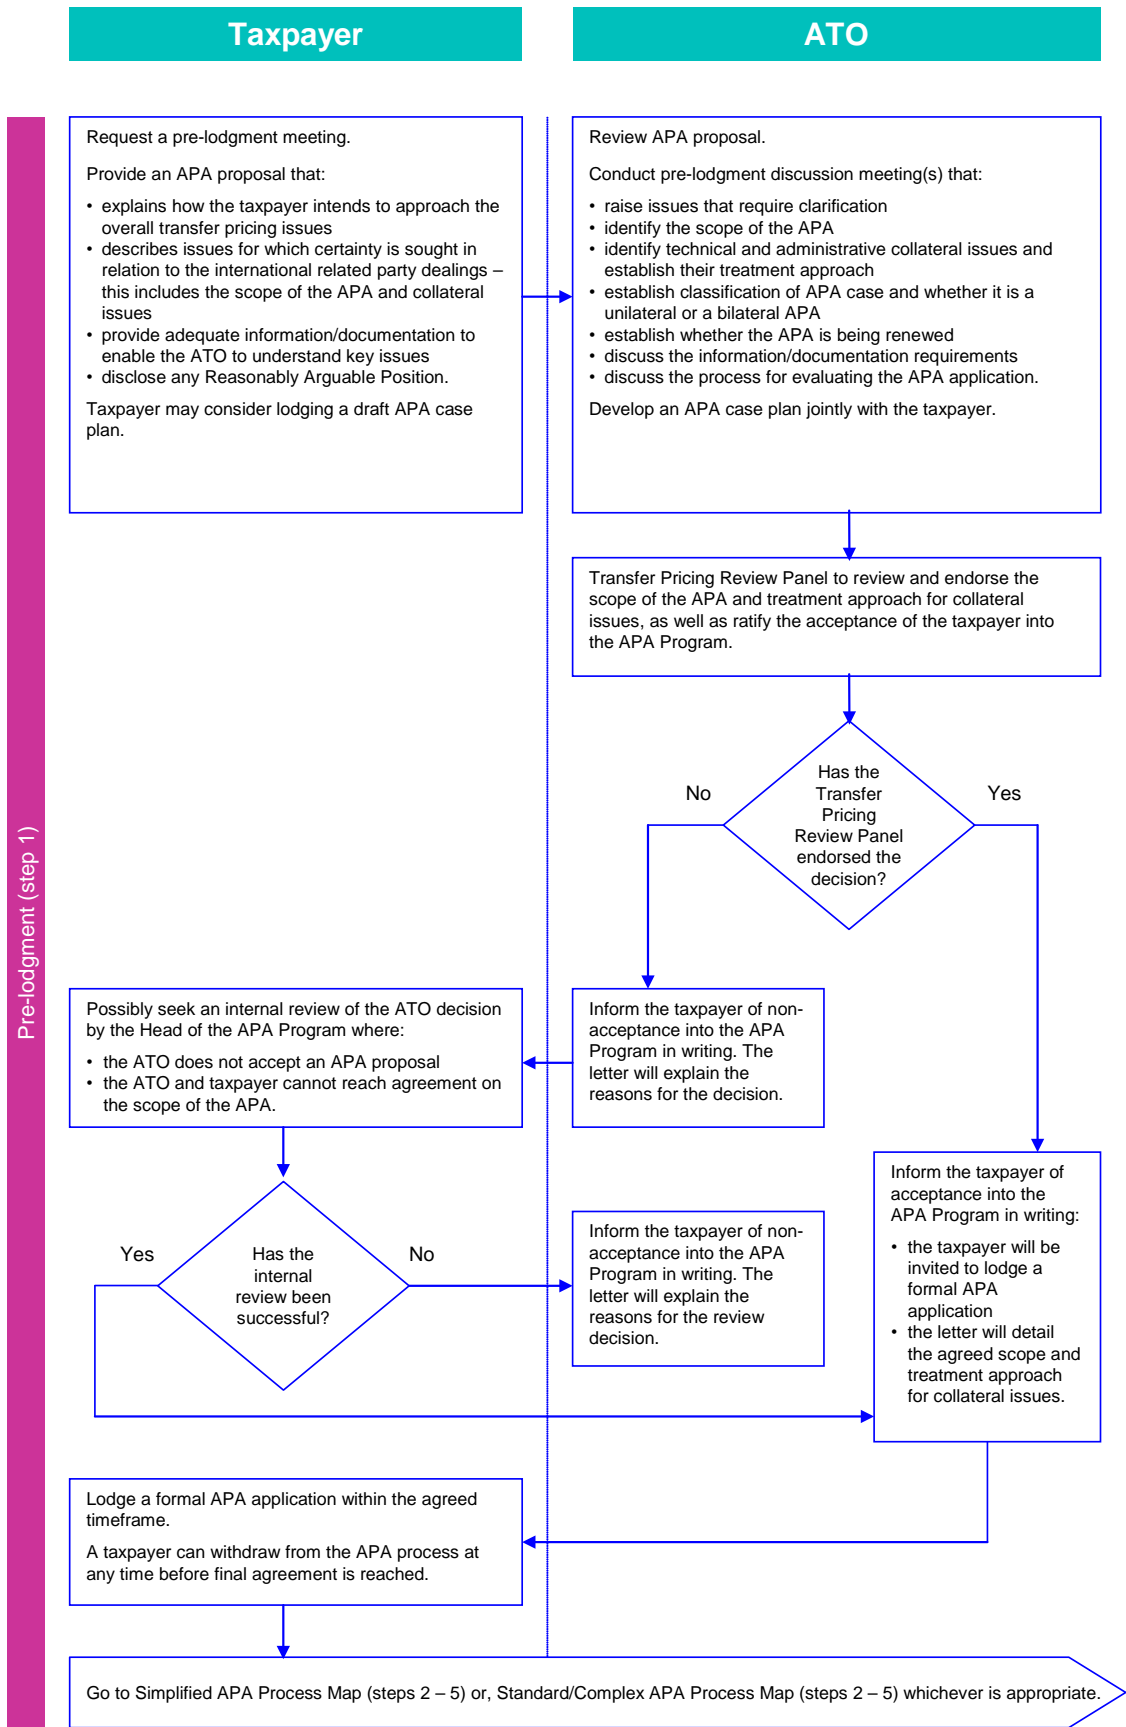 Taxpayer
ATO
Pre-lodgment (step 1)
Request a pre-lodgment meeting.
Provide an APA proposal that:
• explains how the taxpayer intends to approach the
overall transfer pricing issues
• describes issues for which certainty is sought in
relation to the international related party dealings –
this includes the scope of the APA and collateral
issues
• provide adequate information/documentation to
enable the ATO to understand key issues
• disclose any Reasonably Arguable Position.
Taxpayer may consider lodging a draft APA case
plan.
Review APA proposal.
Conduct pre-lodgment discussion meeting(s) that:
• raise issues that require clarification
• identify the scope of the APA
• identify technical and administrative collateral issues and
establish their treatment approach
• establish classification of APA case and whether it is a
unilateral or a bilateral APA
• establish whether the APA is being renewed
• discuss the information/documentation requirements
• discuss the process for evaluating the APA application.
Develop an APA case plan jointly with the taxpayer.
Transfer Pricing Review Panel to review and endorse the
scope of the APA and treatment approach for collateral
issues, as well as ratify the acceptance of the taxpayer into
the APA Program.
Has the
Transfer
Pricing
Review Panel
endorsed the
decision?
No
Yes
Inform the taxpayer of non-
acceptance into the APA
Program in writing. The
letter will explain the
reasons for the decision.
Possibly seek an internal review of the ATO decision
by the Head of the APA Program where:
• the ATO does not accept an APA proposal
• the ATO and taxpayer cannot reach agreement on
the scope of the APA.
Has the
internal
review been
successful?
Yes
No
Inform the taxpayer of non-
acceptance into the APA
Program in writing. The
letter will explain the
reasons for the review
decision.
Inform the taxpayer of
acceptance into the
APA Program in writing:
• the taxpayer will be
invited to lodge a
formal APA
application
• the letter will detail
the agreed scope and
treatment approach
for collateral issues.
Lodge a formal APA application within the agreed
timeframe.
A taxpayer can withdraw from the APA process at
any time before final agreement is reached.
Go to Simplified APA Process Map (steps 2 – 5) or, Standard/Complex APA Process Map (steps 2 – 5) whichever is appropriate.